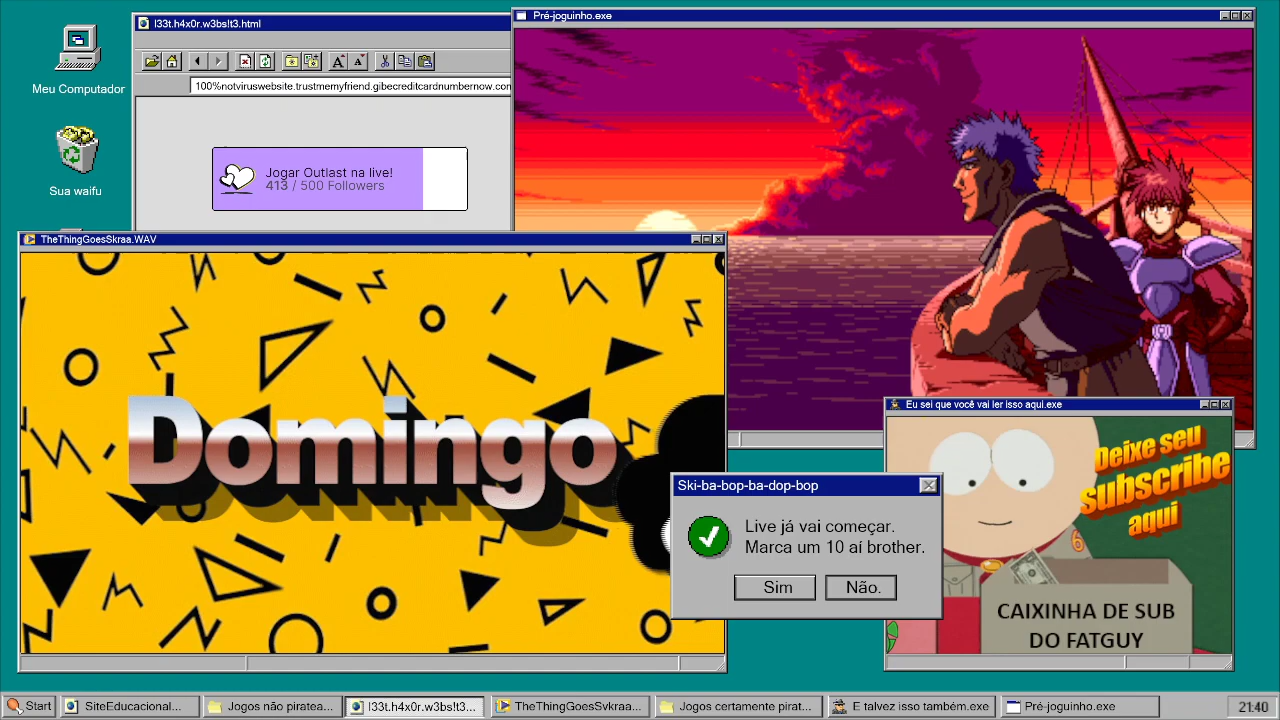 Meu Computador
Sua waifu
l33t.h4x0r.w3bs!t3.html
100%notviruswebsite.trustmemyfriend.gibecreditcardnumbernow.con
Jogar Outlast na live!
413 / 500 Followers
Pré-joguinho.exe
TheThingGoesSkraa.WAV
Domingo
Eu sei que você vai ler isso aqui.exe
Deixe seu
subscribe
aqui
6
CAIXINHA DE SUB
DO FATGUY
Ski-ba-bop-ba-dop-bop
Live já vai começar.
Marca um 10 aí brother.
Sim
Não.
Start
SiteEducacional...
Jogos não pirate...
l33t.h4x0r.w3bs!t3...
TheThingGoesSvkraa...
Jogos certamente pirat...
E talvez isso também.exe
Pré-joguinho.exe
21:40